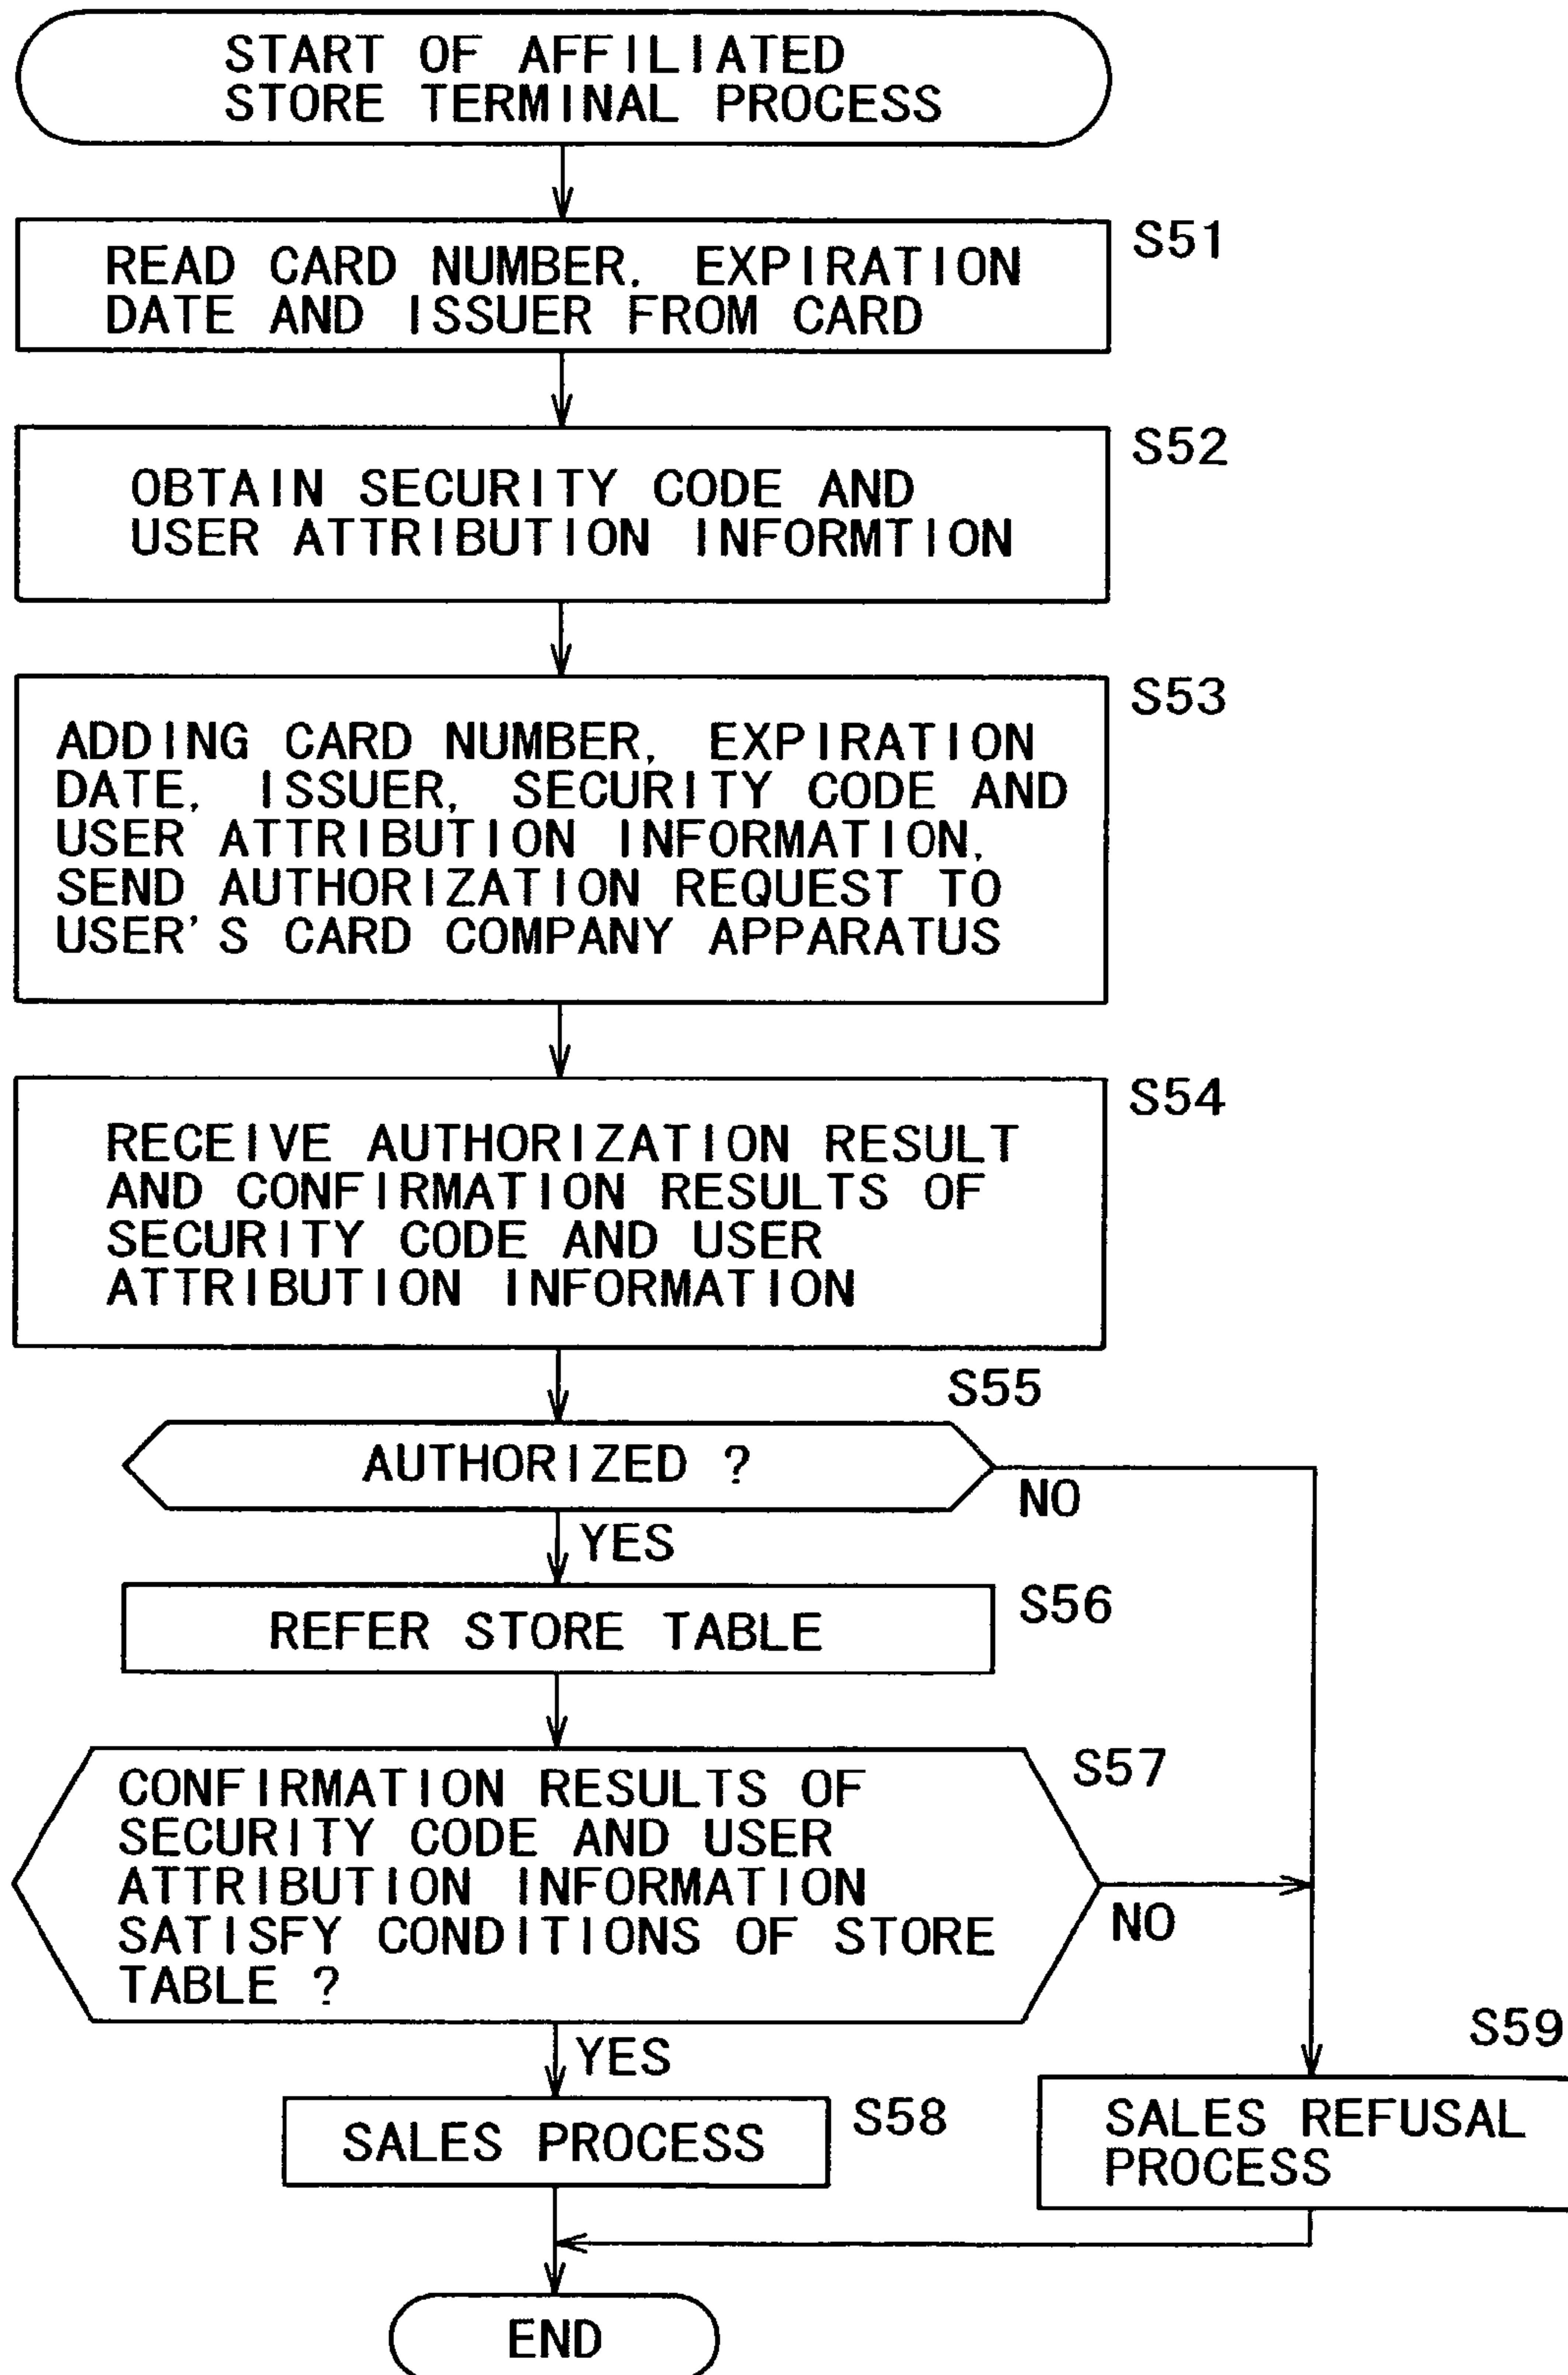 START OF AFFILIATED
STORE TERMINAL PROCESS
S51
READ CARD NUMBER, EXPIRATION
DATE AND ISSUER FROM CARD
S52
OBTAIN SECURITY CODE AND
USER ATTRIBUTION INFORMTION
S53
ADDING CARD NUMBER, EXPIRATION
DATE, ISSUER, SECURITY CODE AND
USER ATTRIBUTION INFORMATION,
SEND AUTHORIZATION REQUEST TO
USER'S CARD COMPANY APPARATUS
S54
RECEIVE AUTHORIZATION RESULT
AND CONFIRMATION RESULTS OF
SECURITY CODE AND USER
ATTRIBUTION INFORMATION
S55
AUTHORIZED ?
NO
YES
S56
REFER STORE TABLE
S57
CONFIRMATION RESULTS OF
SECURITY CODE AND USER
ATTRIBUTION INFORMATION
SATISFY CONDITIONS OF STORE
TABLE ?
NO
YES
S58
SALES PROCESS
S59
SALES REFUSAL
PROCESS
END